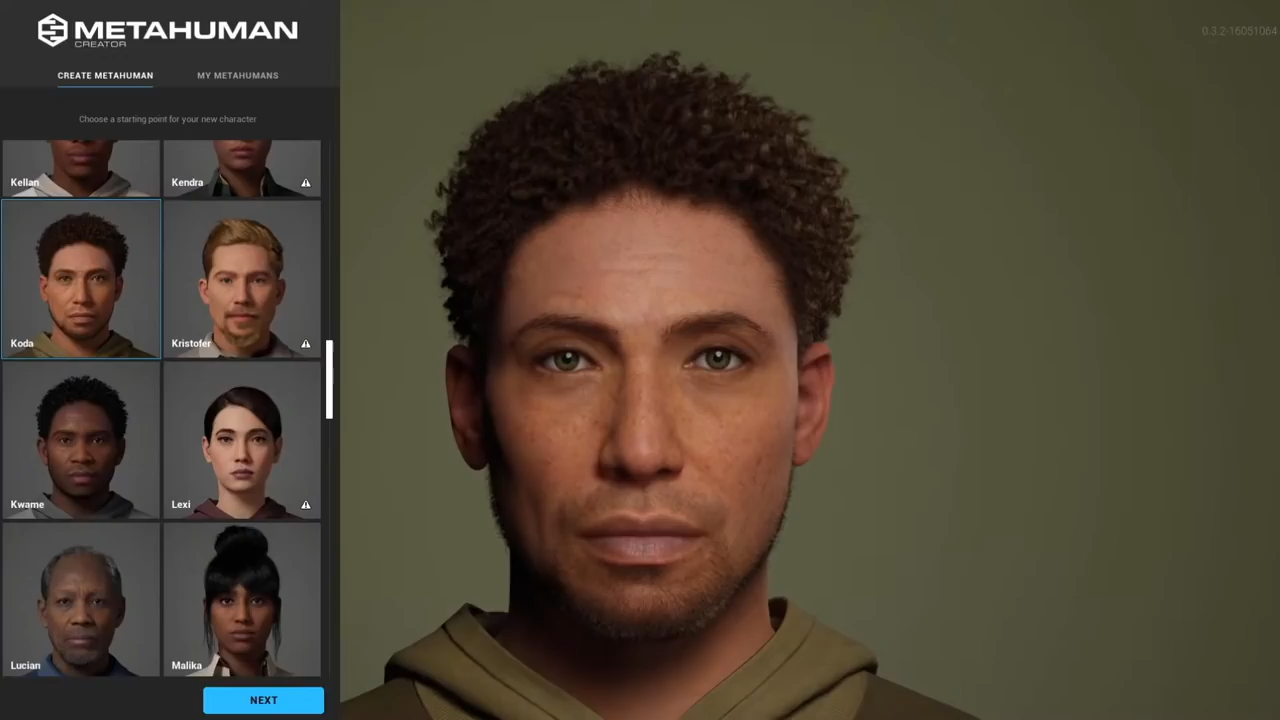 METAHUMAN
CREATOR
0.3.2-16051064
CREATE METAHUMAN
MY METAHUMANS
Choose a starting point for your new character
Kellan
Kendra
Koda
Kristofer
Kwame
Lexi
Lucian
Malika
NEXT